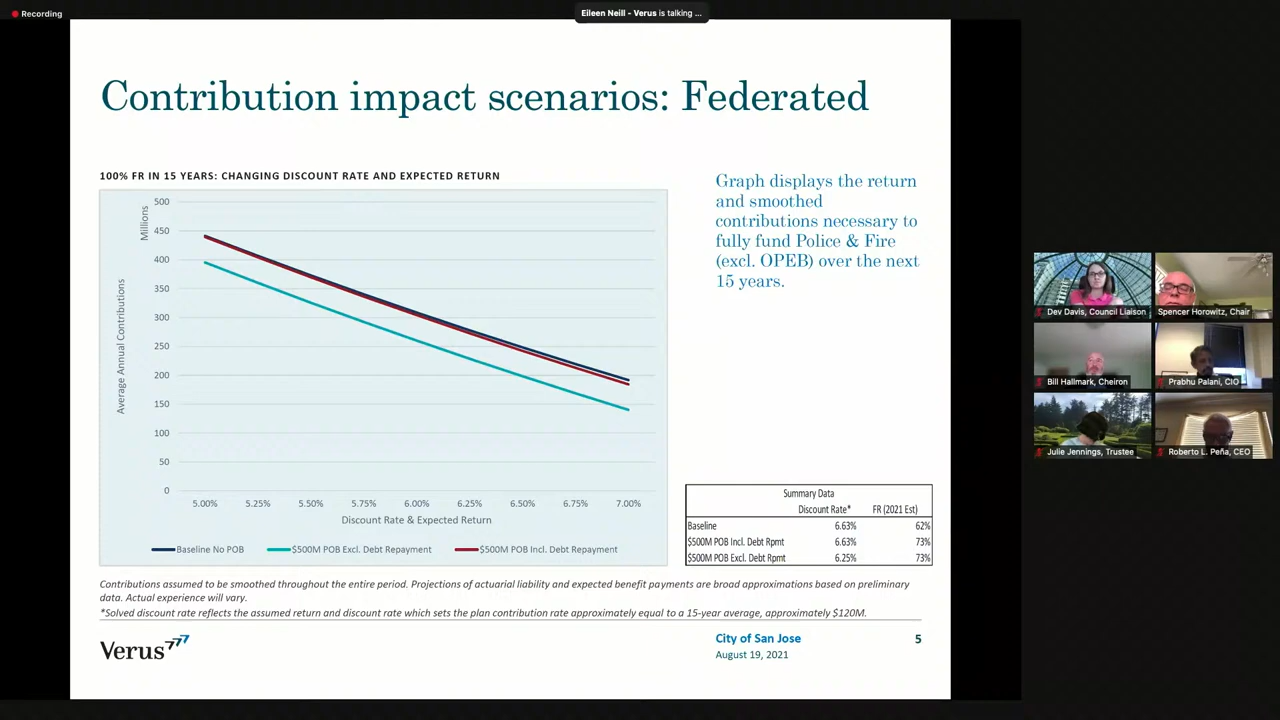 Recording
Eileen Neill - Verus is talking ...
Contribution impact scenarios: Federated
100% FR IN 15 YEARS: CHANGING DISCOUNT RATE AND EXPECTED RETURN
Millions
Average Annual Contributions
500
450
400
350
300
250
200
150
100
50
0
5.00% 5.25% 5.50% 5.75% 6.00% 6.25% 6.50% 6.75% 7.00%
Discount Rate & Expected Return
Baseline No POB $500M POB Excl. Debt Repayment $500M POB Incl. Debt Repayment
Graph displays the return
and smoothed
contributions necessary to
fully fund Police & Fire
(excl. OPEB) over the next
15 years.
Summary Data
Discount Rate* FR (2021 Est)
Baseline 6.63% 62%
$500M POB Incl. Debt Rpmt 6.63% 73%
$500M POB Excl. Debt Rpmt 6.25% 73%
Contributions assumed to be smoothed throughout the entire period. Projections of actuarial liability and expected benefit payments are broad approximations based on preliminary
data. Actual experience will vary.
*Solved discount rate reflects the assumed return and discount rate which sets the plan contribution rate approximately equal to a 15-year average, approximately $120M.
Verus
City of San Jose
August 19, 2021
5
Dev Davis, Council Liaison
Spencer Horowitz, Chair
Bill Hallmark, Cheiron
Prabhu Palani, CIO
Julie Jennings, Trustee
Roberto L. Peña, CEO